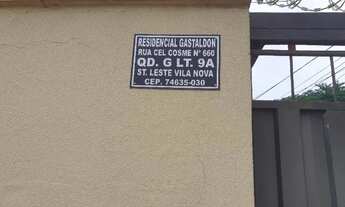 RESIDENCIAL GASTALDON
RUA CEL COSME Nº 660
QD. G LT. 9A
ST. LESTE VILA NOVA
CEP. 74635-030